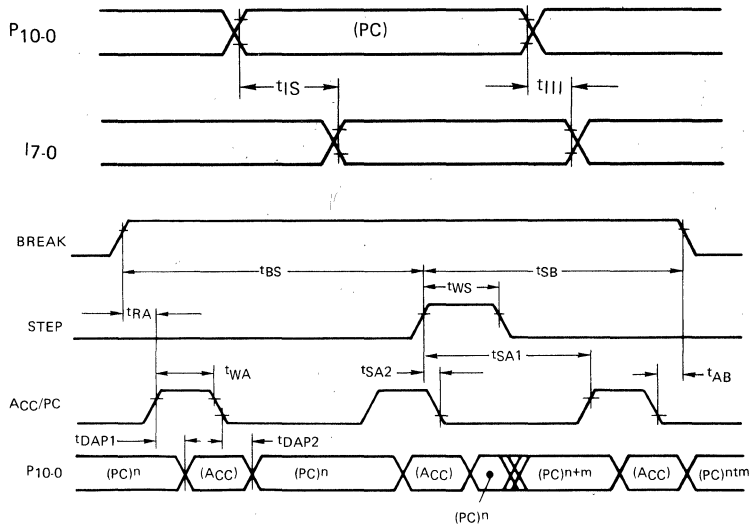 P10-0 (PC)
tIS tIII
I7-0
BREAK
tBS tSB
tWS
tRA
STEP
tSA1
tWA tSA2 tAB
ACC/PC
tDAP1 tDAP2
P10-0 (PC)n (ACC) (PC)n (ACC) (PC)n+m (ACC) (PC)ntm
(PC)n